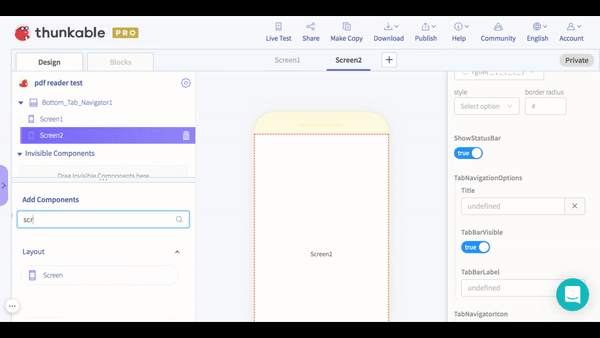 thunkable PRO
Live Test Share Make Copy Download Publish Help Community English Account
Design Blocks Screen1 Screen2 + Private
pdf reader test
Bottom_Tab_Navigator1
Screen1
Screen2
Invisible Components
Drag Invisible Components here
Add Components
scr
Layout
Screen
Screen2
style border radius
Select option #
ShowStatusBar
true
TabNavigationOptions
Title
undefined
TabBarVisible
true
TabBarLabel
undefined
TabNavigatorIcon